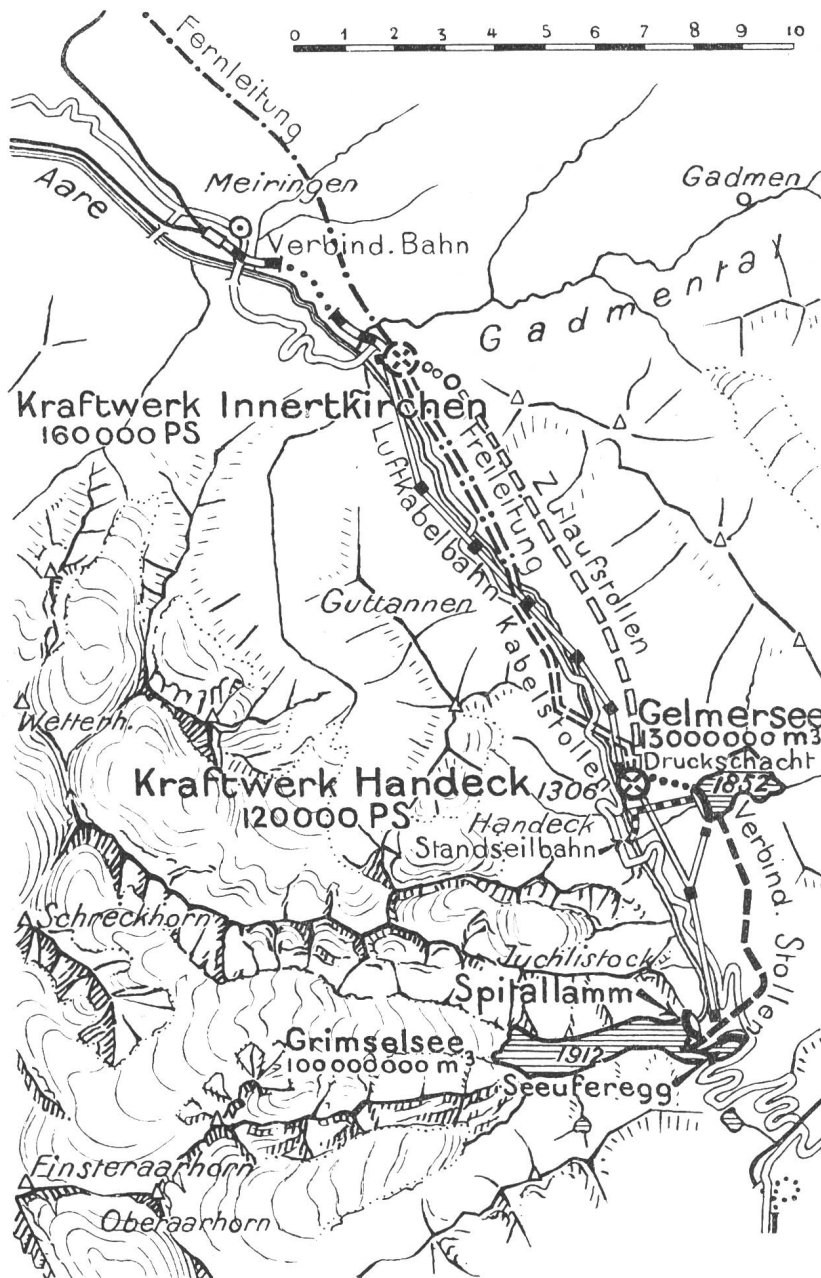 0 1 2 3 4 5 6 7 8 9 10
Fernleitung
Meiringen
Gadmen
Aare
Verbind. Bahn
Gadmental
Kraftwerk Innertkirchen
160000 PS
Freileitung
Luftkabelbahn
Zulaufstollen
Guttannen
Kabelstollen
Wetterh.
Gelmersee
13000000 m³
Druckschacht
1852
Kraftwerk Handeck
120000 PS
1306
Handeck
Standseilbahn
Verbind. Stollen
Schreckhorn
Juchlistock
Spitallamm
Grimselsee
100000000 m³
1912
Seeuferegg
Finsteraarhorn
Oberaarhorn